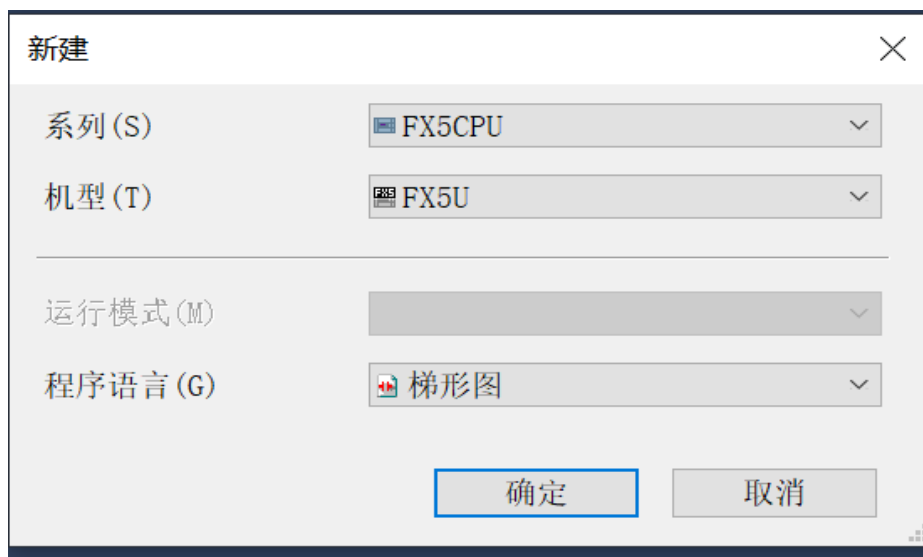 新建
系列(S) FX5CPU
机型(T) FX5U
运行模式(M)
程序语言(G) 梯形图
确定 取消